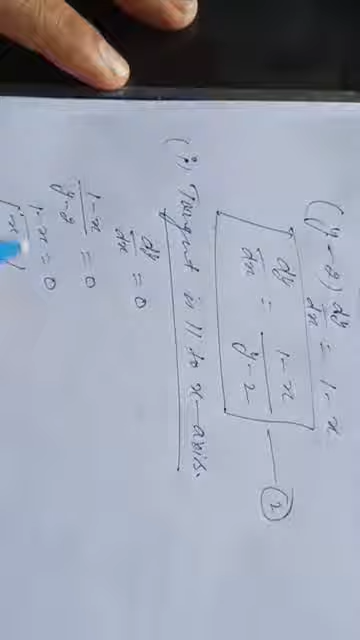 (y-2) dy/dx = 1-x
dy/dx = 1-x/y-2 — ②
(i) Tangent is || to x-axis.
dy/dx = 0
1-x/y-2 = 0
1-x = 0